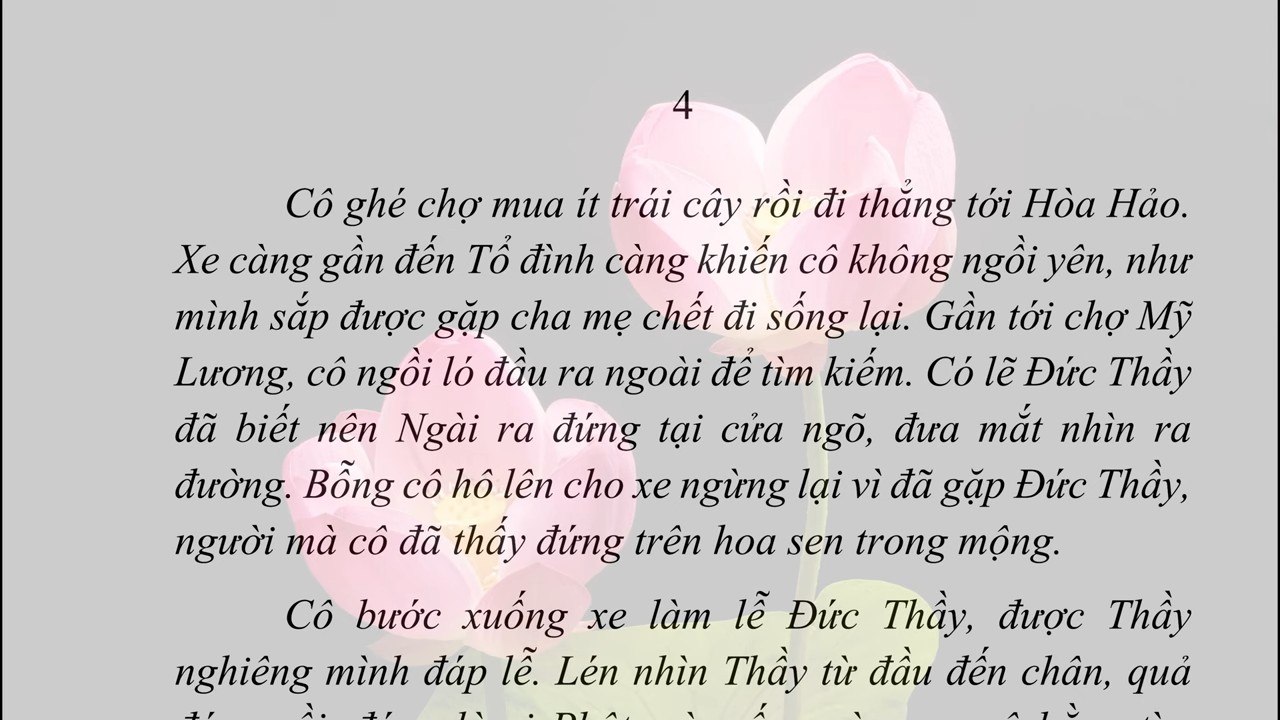 4
Cô ghé chợ mua ít trái cây rồi đi thẳng tới Hòa Hảo.
Xe càng gần đến Tổ đình càng khiến cô không ngồi yên, như
mình sắp được gặp cha mẹ chết đi sống lại. Gần tới chợ Mỹ
Lương, cô ngồi ló đầu ra ngoài để tìm kiếm. Có lẽ Đức Thầy
đã biết nên Ngài ra đứng tại cửa ngõ, đưa mắt nhìn ra
đường. Bỗng cô hô lên cho xe ngừng lại vì đã gặp Đức Thầy,
người mà cô đã thấy đứng trên hoa sen trong mộng.
Cô bước xuống xe làm lễ Đức Thầy, được Thầy
nghiêng mình đáp lễ. Lén nhìn Thầy từ đầu đến chân, quả